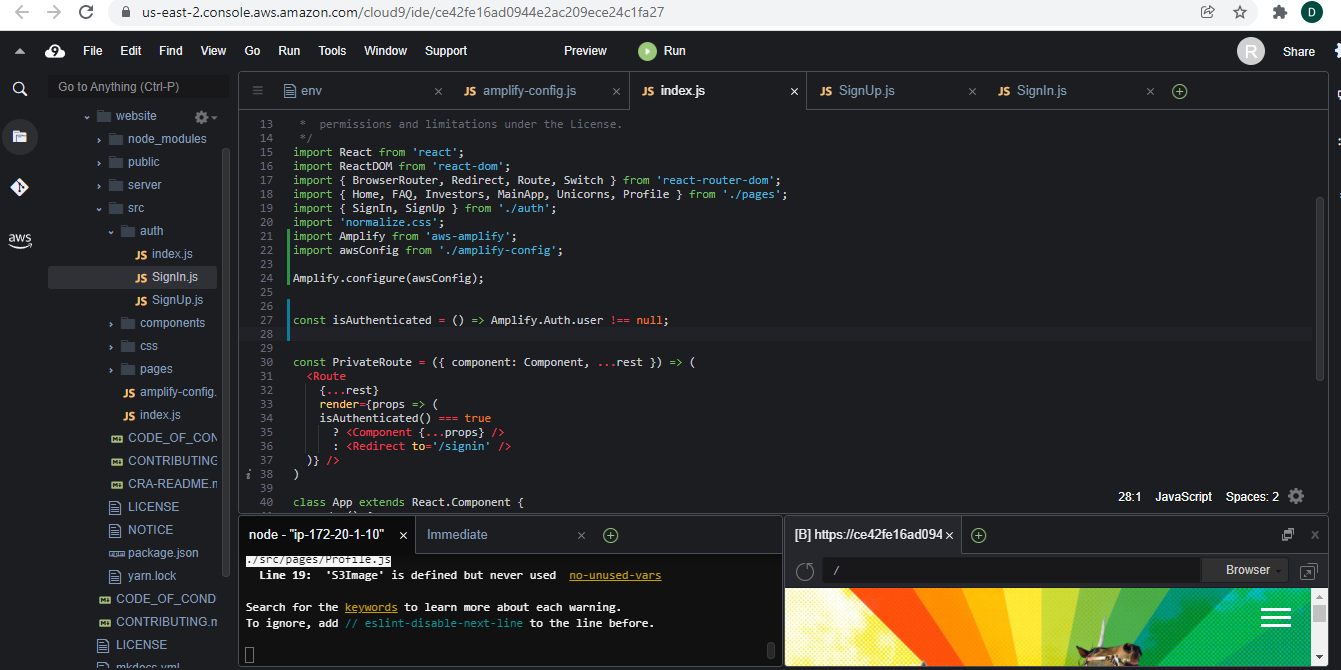 us-east-2.console.aws.amazon.com/cloud9/ide/ce42fe16ad0944e2ac209ece24c1fa27
D
9 File Edit Find View Go Run Tools Window Support Preview Run R Share
Go to Anything (Ctrl-P)
website
node_modules
public
server
src
auth
JS index.js
JS SignIn.js
JS SignUp.js
components
css
pages
JS amplify-config.
JS index.js
CODE_OF_CON
CONTRIBUTING
CRA-README.m
LICENSE
NOTICE
package.json
yarn.lock
CODE_OF_COND
CONTRIBUTING.m
LICENSE
mkdocs.yml
aws
env
JS amplify-config.js
JS index.js
JS SignUp.js
JS SignIn.js
13 * permissions and limitations under the License.
14 */
15 import React from 'react';
16 import ReactDOM from 'react-dom';
17 import { BrowserRouter, Redirect, Route, Switch } from 'react-router-dom';
18 import { Home, FAQ, Investors, MainApp, Unicorns, Profile } from './pages';
19 import { SignIn, SignUp } from './auth';
20 import 'normalize.css';
21 import Amplify from 'aws-amplify';
22 import awsConfig from './amplify-config';
23
24 Amplify.configure(awsConfig);
25
26
27 const isAuthenticated = () => Amplify.Auth.user !== null;
28
29
30 const PrivateRoute = ({ component: Component, ...rest }) => (
31 <Route
32 {...rest}
33 render={props => (
34 isAuthenticated() === true
35 ? <Component {...props} />
36 : <Redirect to='/signin' />
37 )} />
38 )
39
40 class App extends React.Component {
28:1 JavaScript Spaces: 2
node - "ip-172-20-1-10"
Immediate
./src/pages/Profile.js
Line 19: 'S3Image' is defined but never used no-unused-vars
Search for the keywords to learn more about each warning.
To ignore, add // eslint-disable-next-line to the line before.
[B] https://ce42fe16ad094
/
Browser